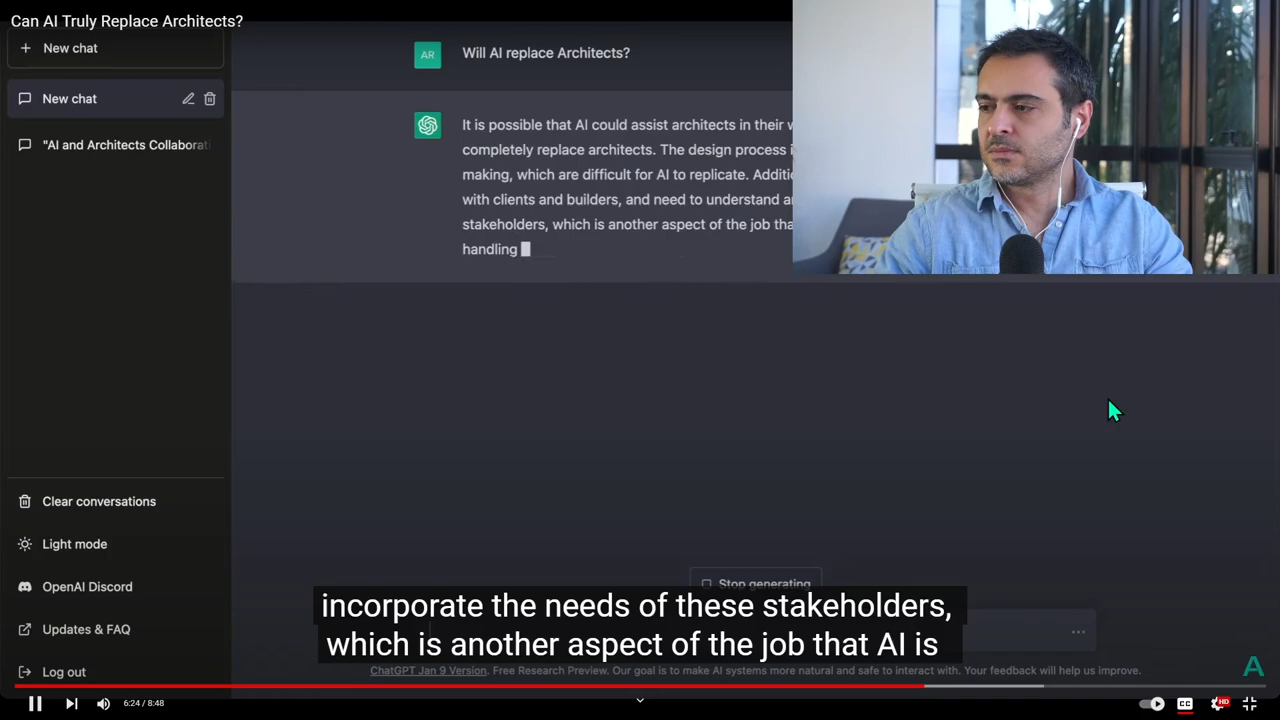 Can AI Truly Replace Architects?
New chat
New chat
"AI and Architects Collaborati
AR
Will AI replace Architects?
It is possible that AI could assist architects in their
completely replace architects. The design process
making, which are difficult for AI to replicate. Additi
with clients and builders, and need to understand
stakeholders, which is another aspect of the job tha
handling
Clear conversations
Light mode
OpenAI Discord
Updates & FAQ
Log out
Stop generating
incorporate the needs of these stakeholders,
which is another aspect of the job that AI is
ChatGPT Jan 9 Version. Free Research Preview. Our goal is to make AI systems more natural and safe to interact with. Your feedback will help us improve.
A
6:24 / 8:48
CC
HD